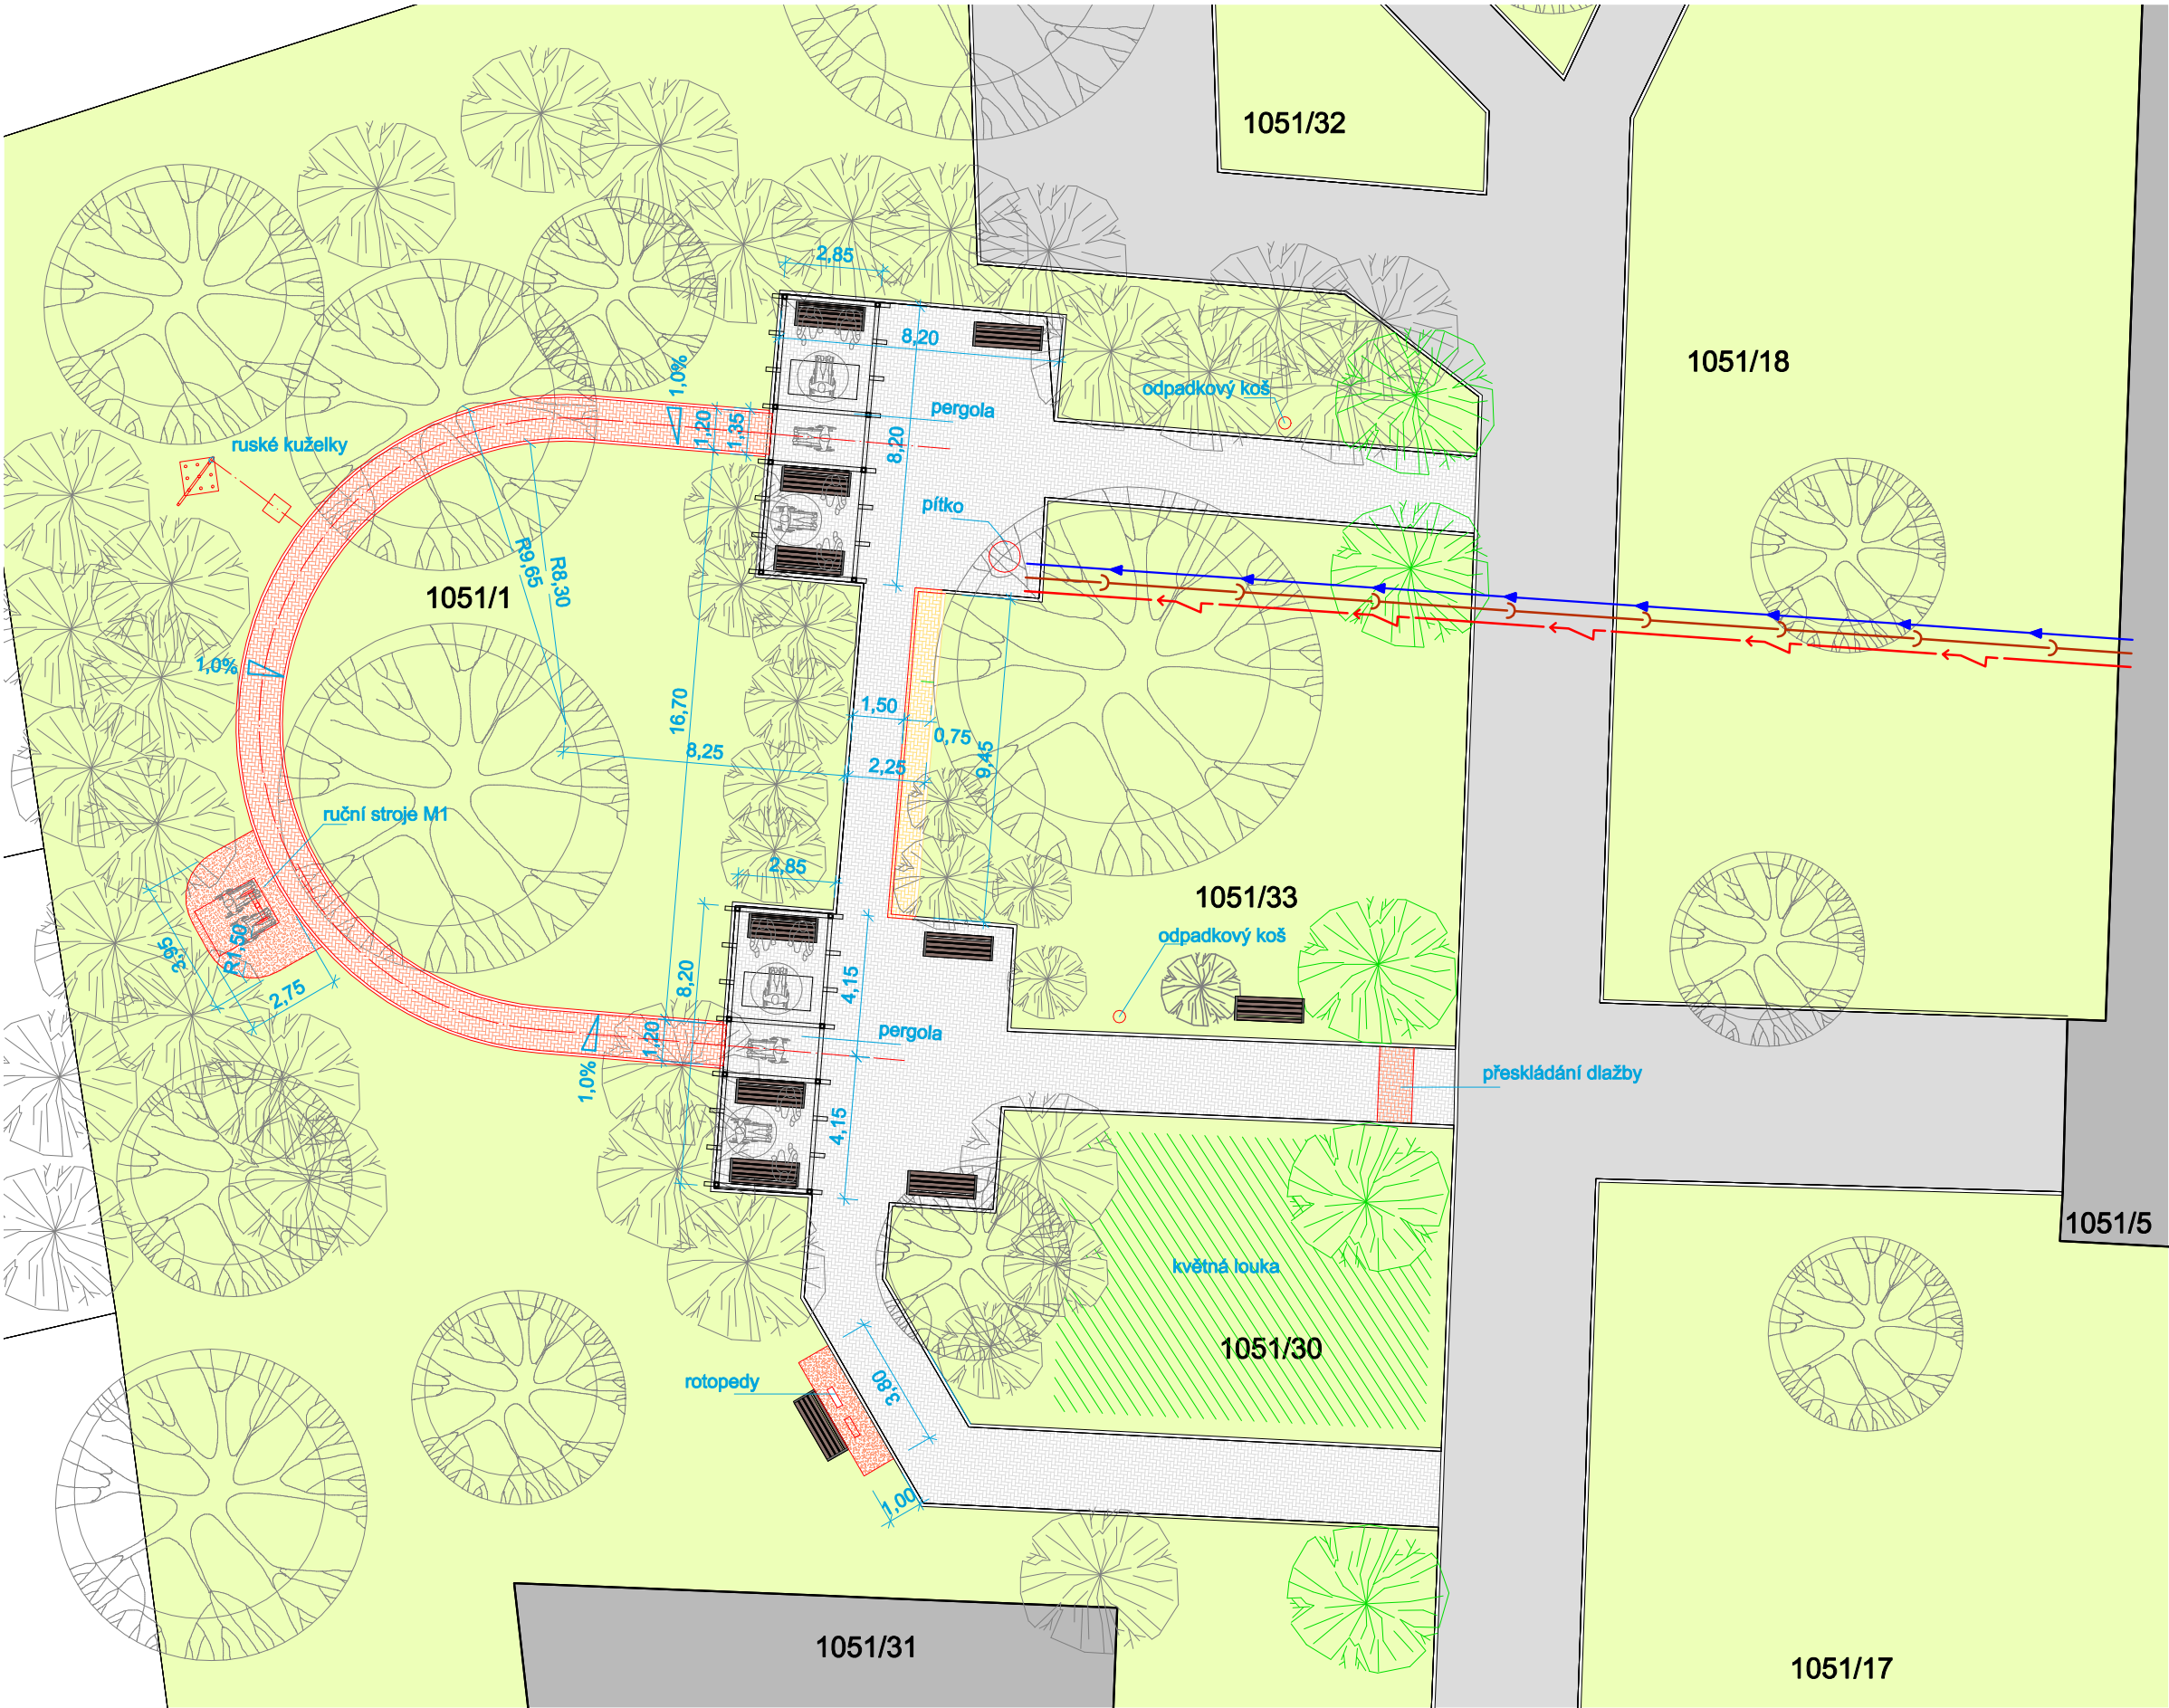 1051/32
2,85
8,20
1051/18
1,0%
odpadkový koš
pergola
1,20
1,35
8,20
ruské kuželky
pítko
R9,65
R8,30
1051/1
1,0%
16,70
1,50
0,75
8,25
2,25
9,45
ruční stroje M1
2,85
1051/33
odpadkový koš
3,95
R1,50
2,75
8,20
4,15
1,20
pergola
1,0%
přeskládání dlažby
4,15
1051/5
květná louka
1051/30
rotopedy
3,80
1,00
1051/31
1051/17